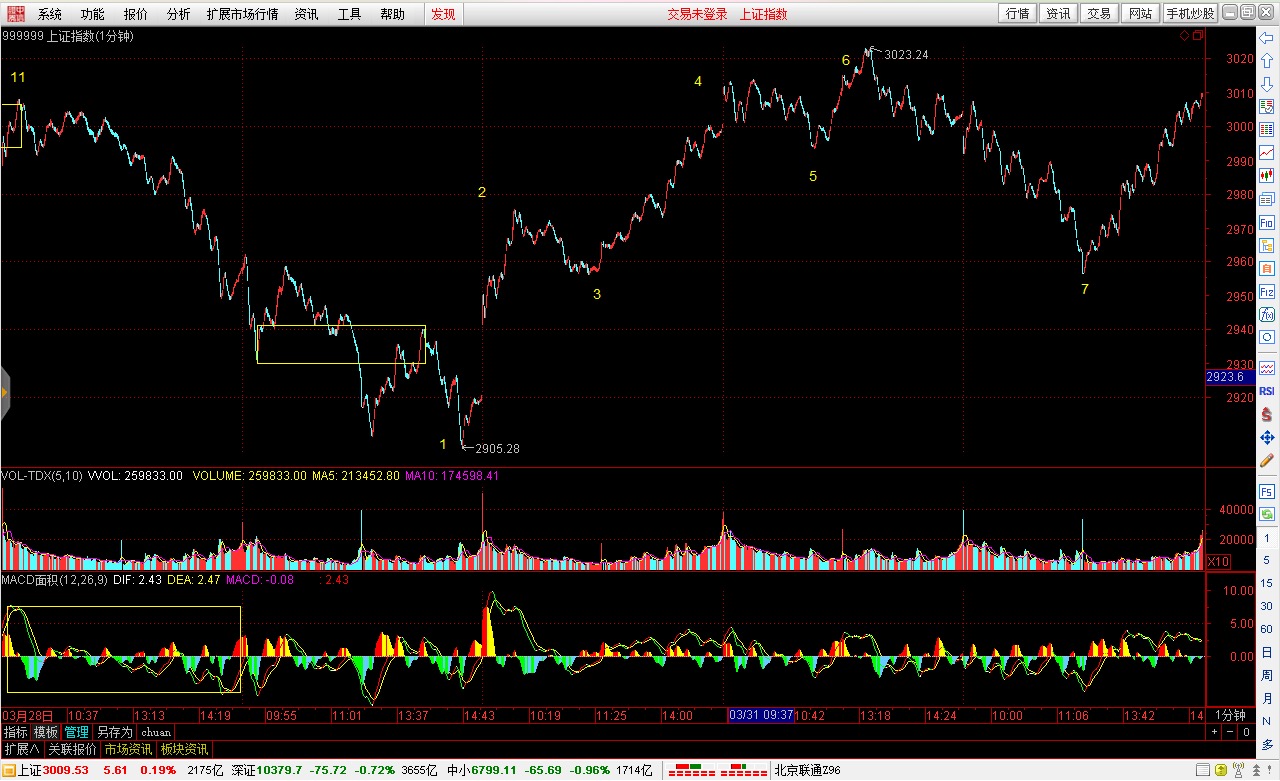 系统 功能 报价 分析 扩展市场行情 资讯 工具 帮助 发现 交易未登录 上证指数 行情 资讯 交易 网站 手机炒股
999999 上证指数(1分钟)
3023.24
3020
11
4
6
3010
3000
2990
5
2
2980
2970
2960
3
7
2950
2940
2930
2923.6
2920
1
2905.28
VOL-TDX(5,10) VVOL: 259833.00 VOLUME: 259833.00 MA5: 213452.80 MA10: 174598.41
40000
20000
X10
MACD面积(12,26,9) DIF: 2.43 DEA: 2.47 MACD: -0.08 : 2.43
10.00
5.00
0.00
03月28日 10:37 13:13 14:19 09:55 11:01 13:37 14:43 10:19 11:25 14:00 03/31 09:37 10:42 13:18 14:24 10:00 11:06 13:42 14 1分钟
指标 模板 管理 另存为 chuan + − 0
扩展∧ 关联报价 市场资讯 板块资讯
上证3009.53 5.61 0.19% 2175亿 深证10379.7 -75.72 -0.72% 3526亿 中小6799.11 -65.69 -0.96% 1714亿 北京联通Z96
F10
F12
f(x)
RSI
F5
1
5
15
30
60
日
周
月
N
多